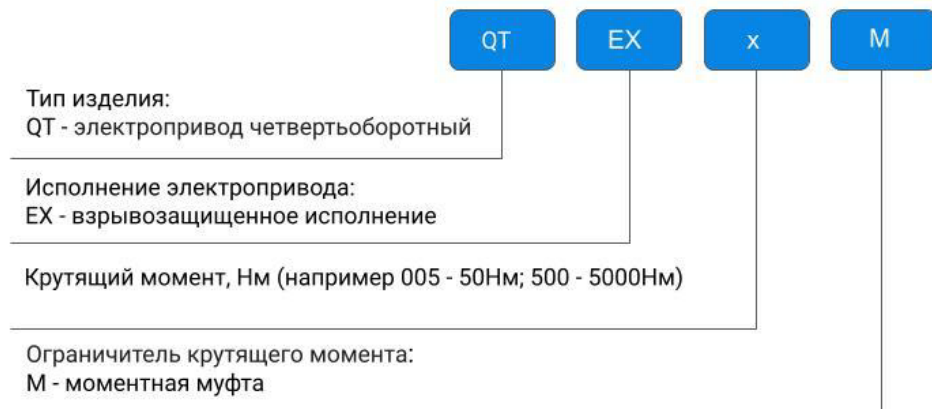 QT EX x M
Тип изделия:
QT - электропривод четвертьоборотный
Исполнение электропривода:
EX - взрывозащищенное исполнение
Крутящий момент, Нм (например 005 - 50Нм; 500 - 5000Нм)
Ограничитель крутящего момента:
М - моментная муфта